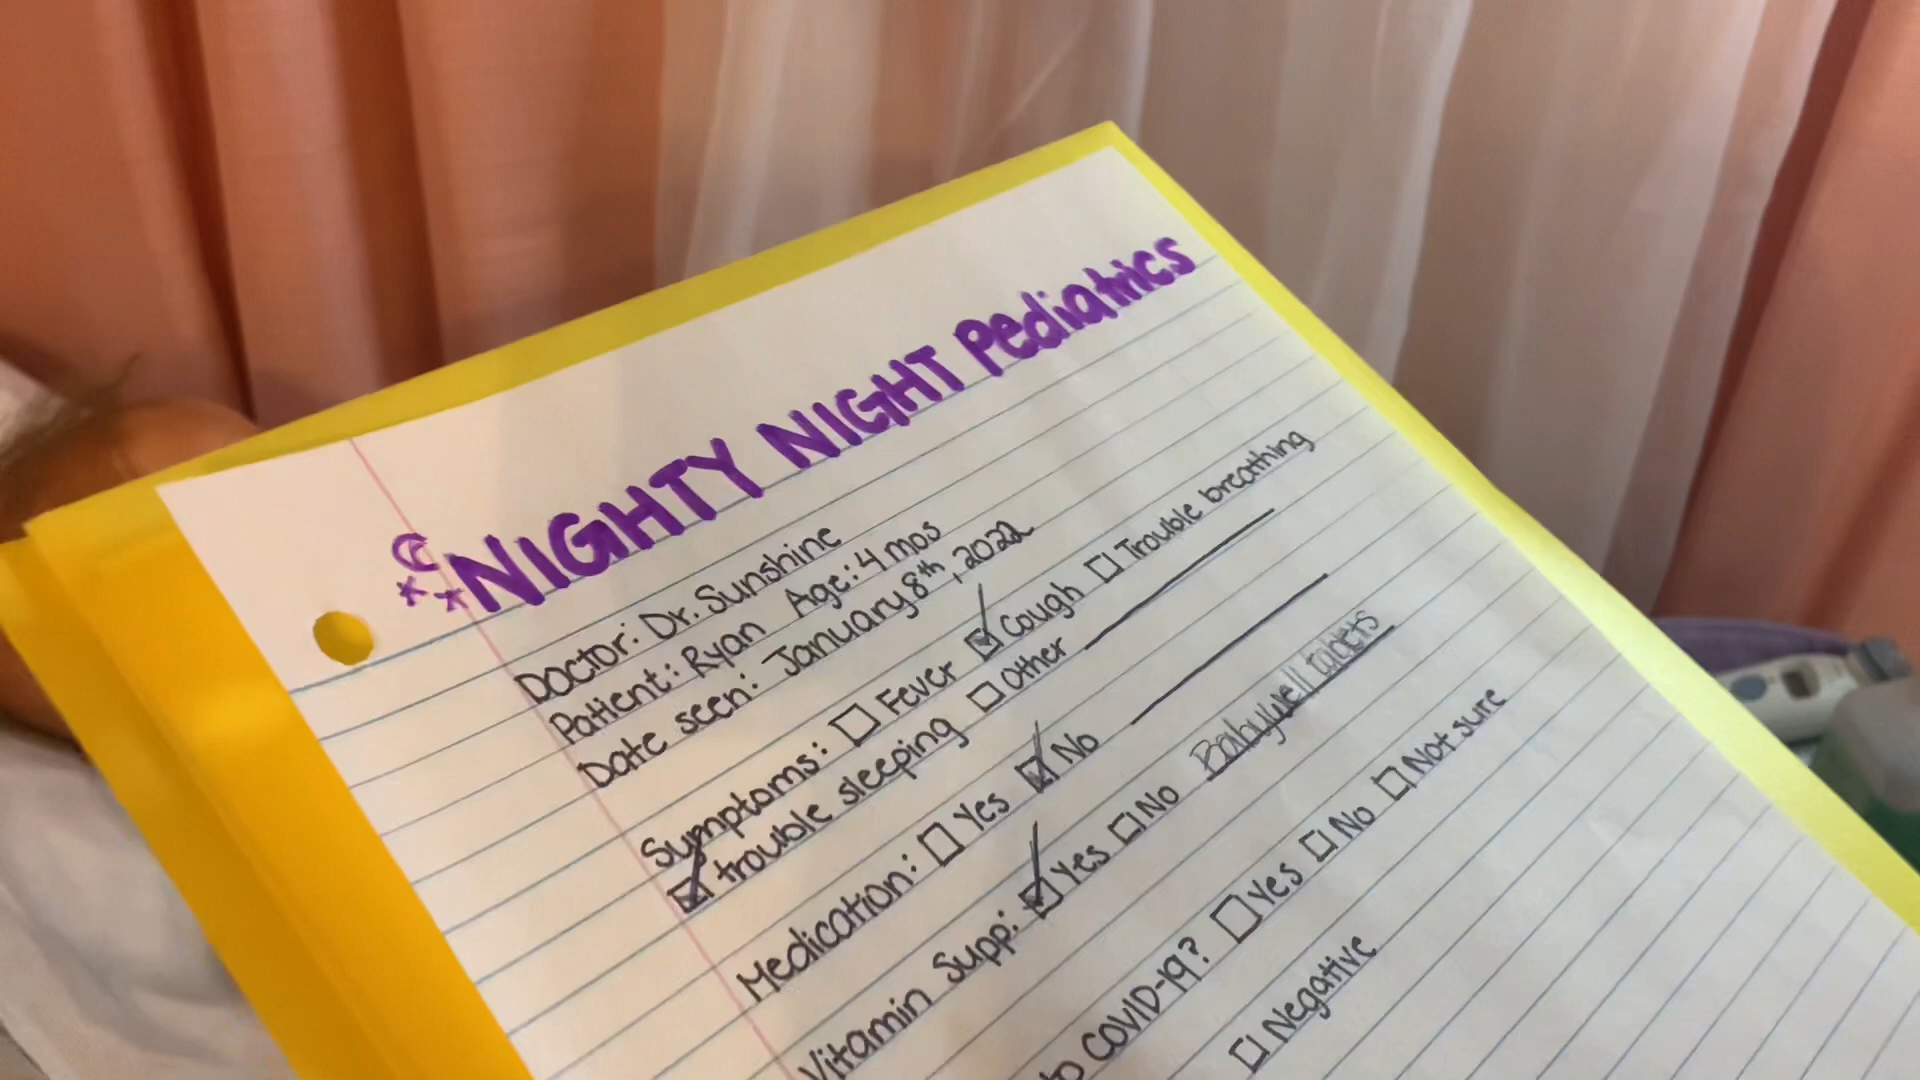 NIGHTY NIGHT Pediatrics
Doctor: Dr. Sunshine
Patient: Ryan Age: 4 mos
Date seen: January 8th, 2022
Symptoms: ☐ Fever ☑ Cough ☐ Trouble breathing
☑ trouble sleeping ☐ Other
Medication: ☐ Yes ☑ No
Vitamin Supp: ☑ Yes ☐ No Babywell tablets
to COVID-19? ☐ Yes ☐ No ☐ Not sure
☐ Negative